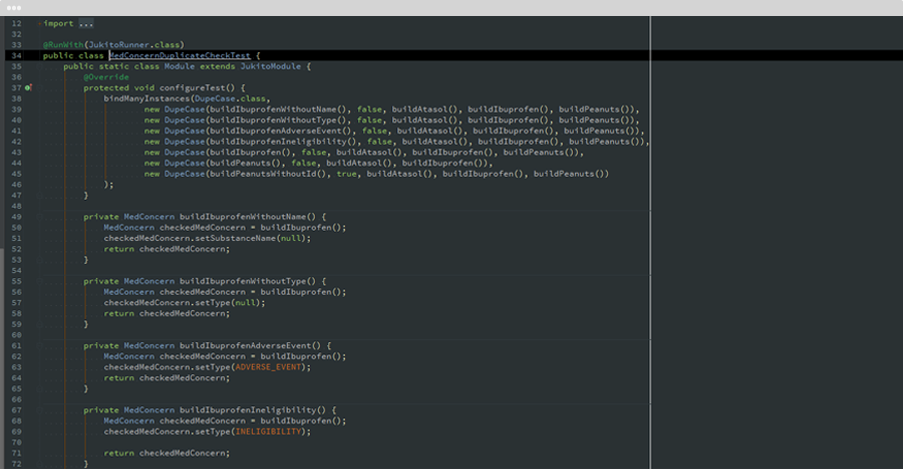 12 import ...
32
33 @RunWith(JukitoRunner.class)
34 public class MedConcernDuplicateCheckTest {
35 public static class Module extends JukitoModule {
36 @Override
37 protected void configureTest() {
38 bindManyInstances(DupeCase.class,
39 new DupeCase(buildIbuprofenWithoutName(), false, buildAtasol(), buildIbuprofen(), buildPeanuts()),
40 new DupeCase(buildIbuprofenWithoutType(), false, buildAtasol(), buildIbuprofen(), buildPeanuts()),
41 new DupeCase(buildIbuprofenAdverseEvent(), false, buildAtasol(), buildIbuprofen(), buildPeanuts()),
42 new DupeCase(buildIbuprofenIneligibility(), false, buildAtasol(), buildIbuprofen(), buildPeanuts()),
43 new DupeCase(buildIbuprofen(), false, buildAtasol(), buildIbuprofen(), buildPeanuts()),
44 new DupeCase(buildPeanuts(), false, buildAtasol(), buildIbuprofen()),
45 new DupeCase(buildPeanutsWithoutId(), true, buildAtasol(), buildIbuprofen(), buildPeanuts())
46 );
47 }
48
49 private MedConcern buildIbuprofenWithoutName() {
50 MedConcern checkedMedConcern = buildIbuprofen();
51 checkedMedConcern.setSubstanceName(null);
52 return checkedMedConcern;
53 }
54
55 private MedConcern buildIbuprofenWithoutType() {
56 MedConcern checkedMedConcern = buildIbuprofen();
57 checkedMedConcern.setType(null);
58 return checkedMedConcern;
59 }
60
61 private MedConcern buildIbuprofenAdverseEvent() {
62 MedConcern checkedMedConcern = buildIbuprofen();
63 checkedMedConcern.setType(ADVERSE_EVENT);
64 return checkedMedConcern;
65 }
66
67 private MedConcern buildIbuprofenIneligibility() {
68 MedConcern checkedMedConcern = buildIbuprofen();
69 checkedMedConcern.setType(INELIGIBILITY);
70
71 return checkedMedConcern;
72 }